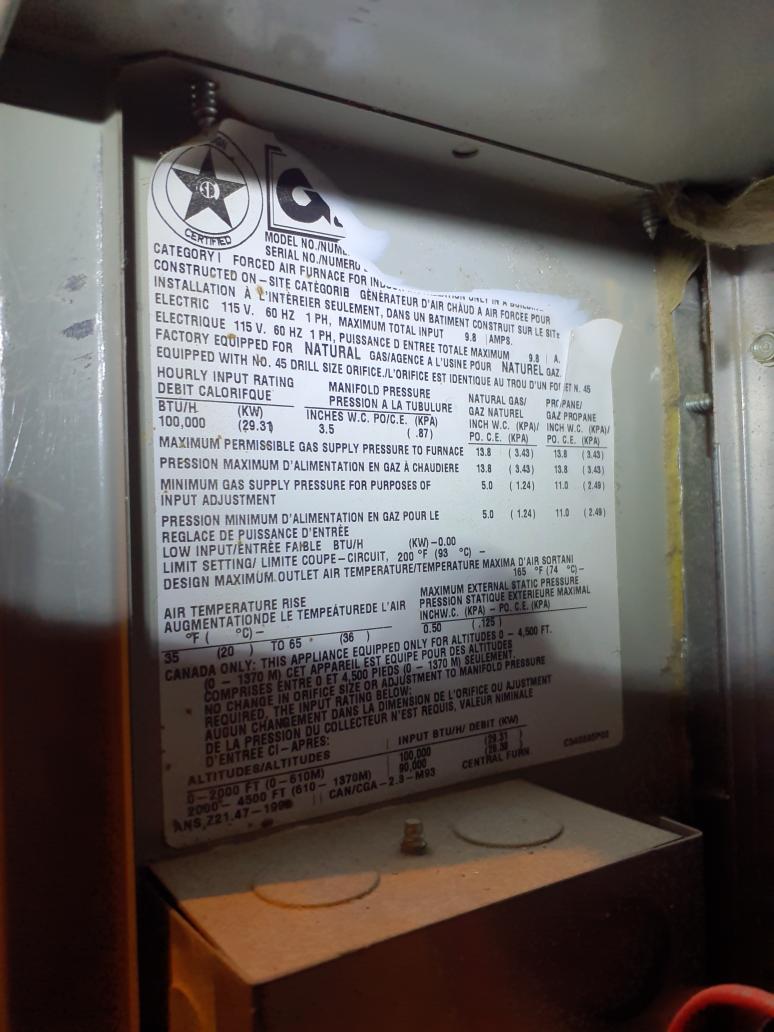 CERTIFIED
G
MODEL NO./NUM
SERIAL NO./NUMERO
CATEGORY I FORCED AIR FURNACE FOR ONLY IN A
CONSTRUCTED ON-SITE CATÈGORIB GÉNÉRATEUR D'AIR CHAUD A AIR FORCÉE POUR
INSTALLATION À L'INTÈREIER SEULEMENT, DANS UN BATIMENT CONSTRUIT SUR LE SITE
ELECTRIC 115 V. 60 HZ 1 PH, MAXIMUM TOTAL INPUT 9.8 AMPS.
ELECTRIQUE 115 V. 60 HZ 1 PH, PUISSANCE D ENTREE TOTALE MAXIMUM 9.8 A.
FACTORY EQUIPPED FOR NATURAL GAS/AGENCE A L'USINE POUR NATUREL GAZ
EQUIPPED WITH NO. 45 DRILL SIZE ORIFICE./L'ORIFICE EST IDENTIQUE AU TROU D'UN FORET N. 45
HOURLY INPUT RATING MANIFOLD PRESSURE NATURAL GAS/ PROPANE/
DEBIT CALORIFQUE PRESSION A LA TUBULURE GAZ NATUREL GAZ PROPANE
BTU/H (KW) INCHES W.C. PO/C.E. (KPA) INCH W.C. (KPA)/ INCH W.C. (KPA)/
100,000 (29.31) 3.5 (.87) PO. C.E. (KPA) PO. C.E. (KPA)
MAXIMUM PERMISSIBLE GAS SUPPLY PRESSURE TO FURNACE 13.8 (3.43) 13.8 (3.43)
PRESSION MAXIMUM D'ALIMENTATION EN GAZ À CHAUDIERE 13.8 (3.43) 13.8 (3.43)
MINIMUM GAS SUPPLY PRESSURE FOR PURPOSES OF 5.0 (1.24) 11.0 (2.49)
INPUT ADJUSTMENT
PRESSION MINIMUM D'ALIMENTATION EN GAZ POUR LE 5.0 (1.24) 11.0 (2.49)
REGLACE DE PUISSANCE D'ENTRÈE
LOW INPUT/ENTRÈE FAIBLE BTU/H (KW)-0.00
LIMIT SETTING/ LIMITE COUPE-CIRCUIT, 200 °F (93 °C) -
DESIGN MAXIMUM.OUTLET AIR TEMPERATURE/TEMPERATURE MAXIMA D'AIR SORTANI
165 °F (74 °C)-
AIR TEMPERATURE RISE MAXIMUM EXTERNAL STATIC PRESSURE
AUGMENTATIONDE LE TEMPEÀTUREDE L'AIR PRESSION STATIQUE EXTERIEURE MAXIMAL
°F ( °C)- INCHW.C. (KPA) - PO. C.E. (KPA)
35 (20 ) TO 65 (36 ) 0.50 (.125 )
CANADA ONLY: THIS APPLIANCE EQUIPPED ONLY FOR ALTITUDES 0 - 4,500 FT.
(0 - 1370 M) CET APPAREIL EST EQUIPE POUR DES ALTITUDES
COMPRISES ENTRE 0 ET 4,500 PIEDS (0 - 1370 M) SEULEMENT.
NO CHANGE IN ORIFICE SIZE OR ADJUSTMENT TO MANIFOLD PRESSURE
REQUIRED, THE INPUT RATING BELOW:
AUGUN CHANGEMENT DANS LA DIMENSION DE L'ORIFICE OU AJUSTMENT
DE LA PRESSION DU COLLECTEUR N'EST REQUIS, VALEUR NIMINALE
D'ENTRÉE CI-APRES:
ALTITUDES/ALTITUDES INPUT BTU/H/ DEBIT (KW)
0-2000 FT (0-610M) 100,000 (29.31 )
2000'- 4500 FT (610 - 1370M) 90,000
ANS Z21.47- CAN/CGA-2.3-M93 CENTRAL FURN